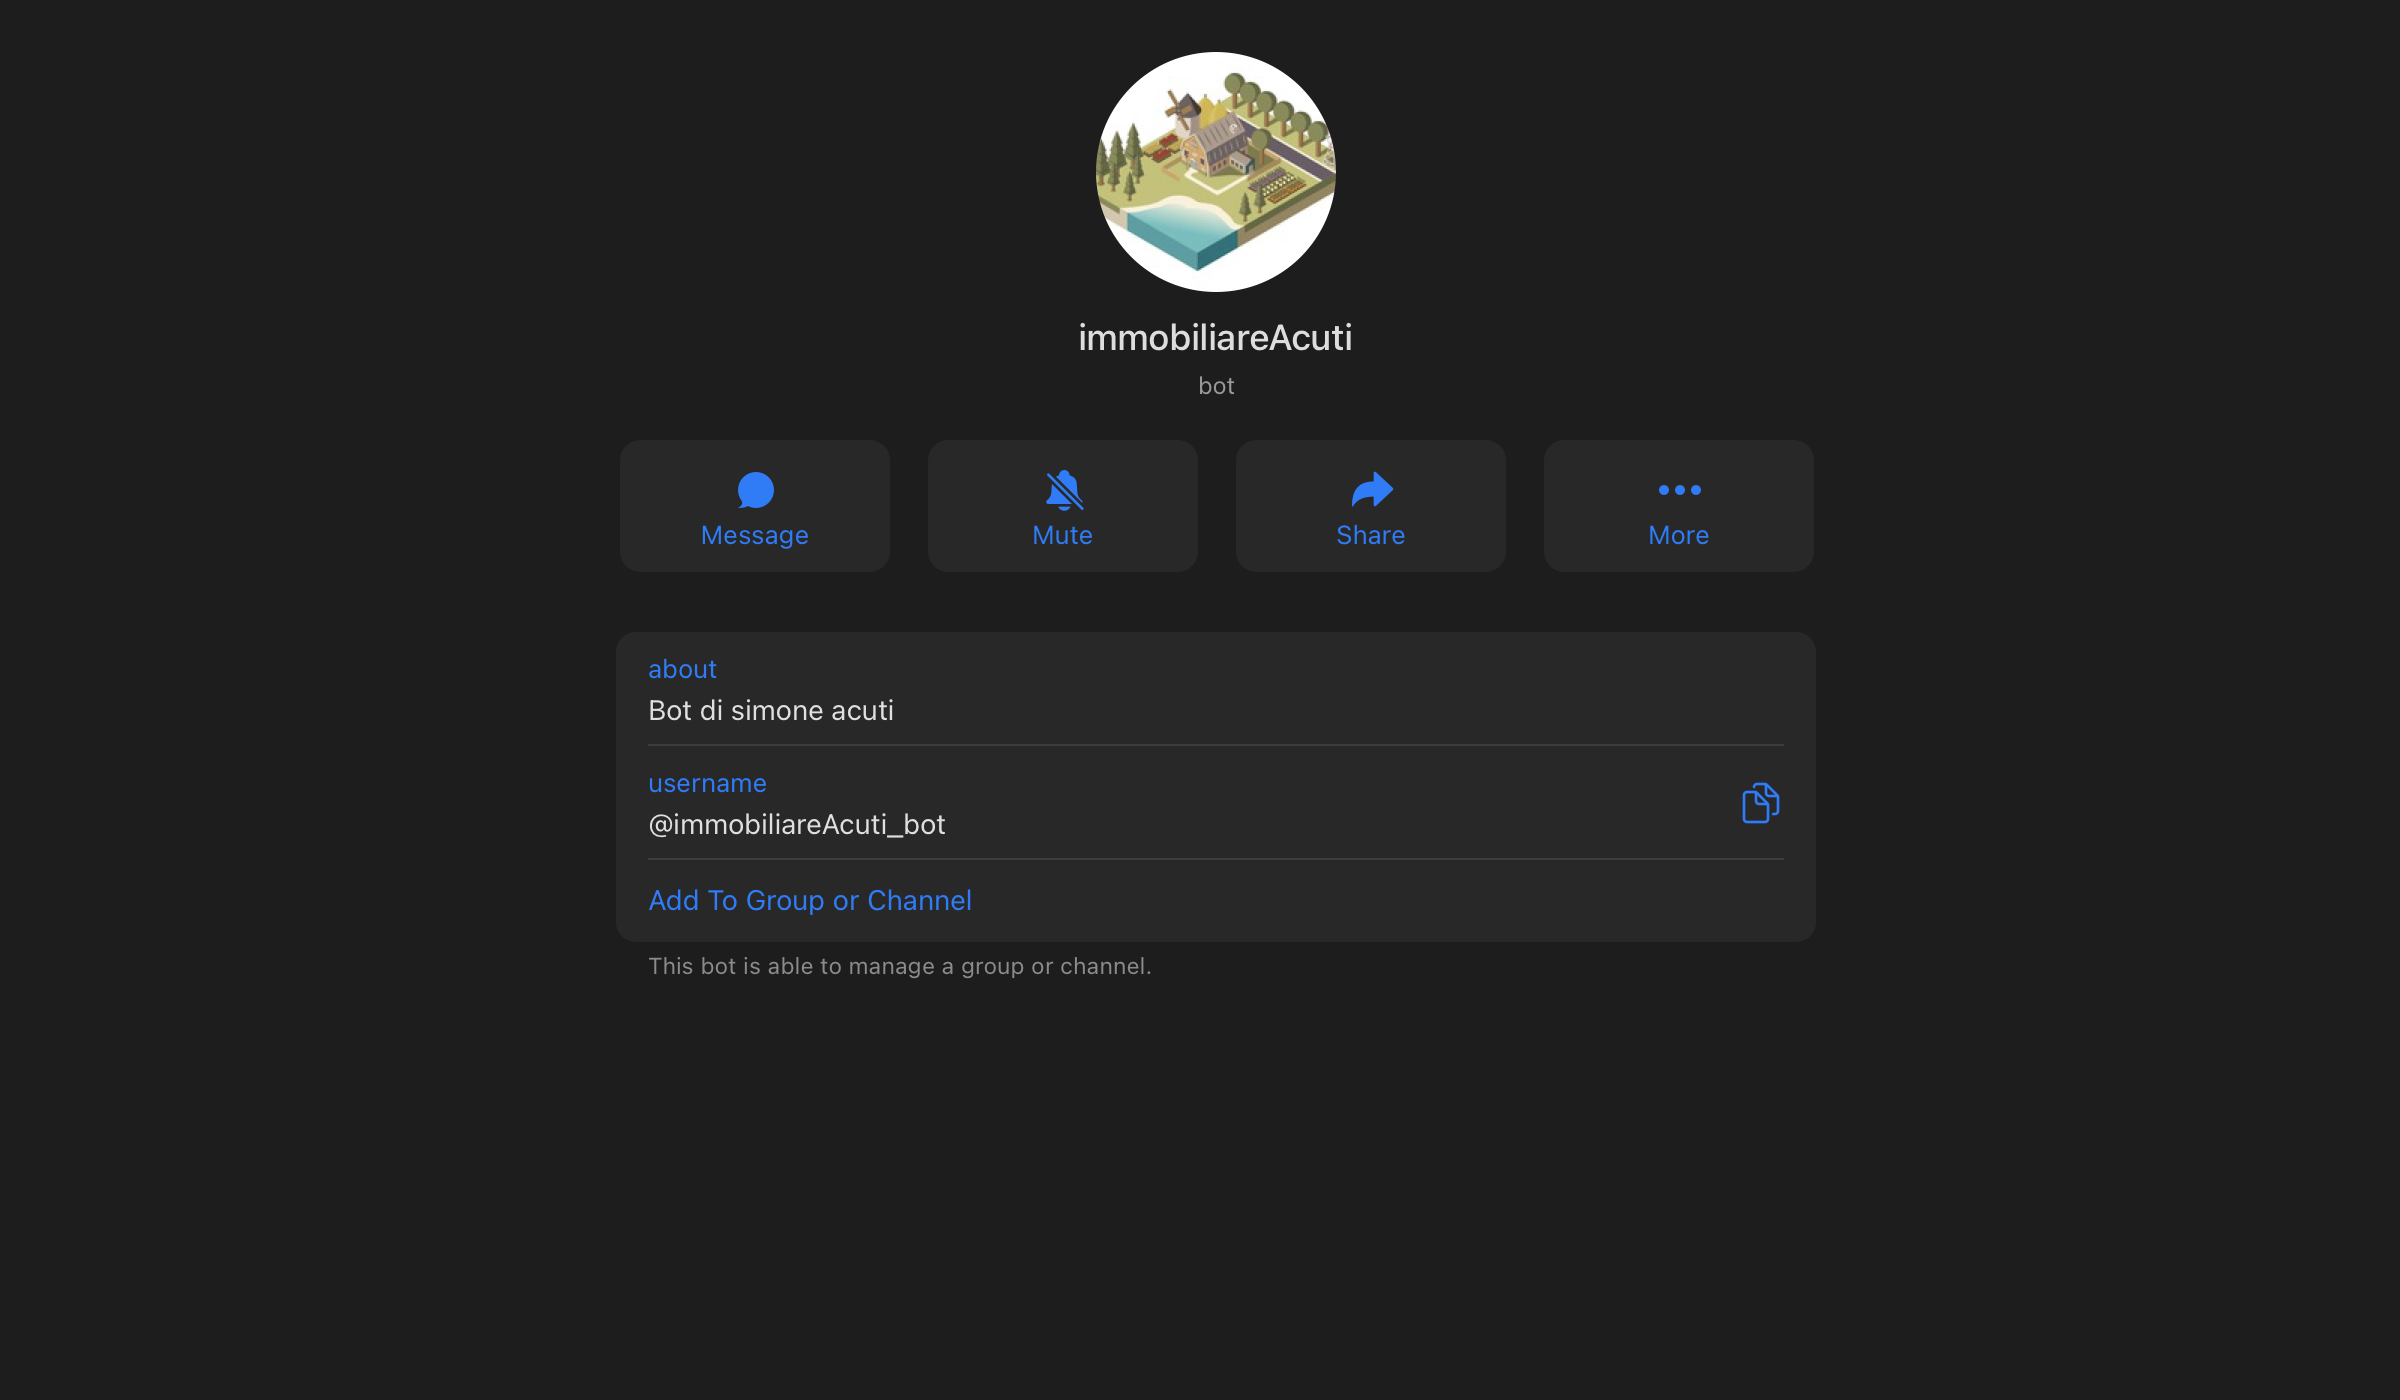 immobiliareAcuti
bot
Message
Mute
Share
More
about
Bot di simone acuti
username
@immobiliareAcuti_bot
Add To Group or Channel
This bot is able to manage a group or channel.